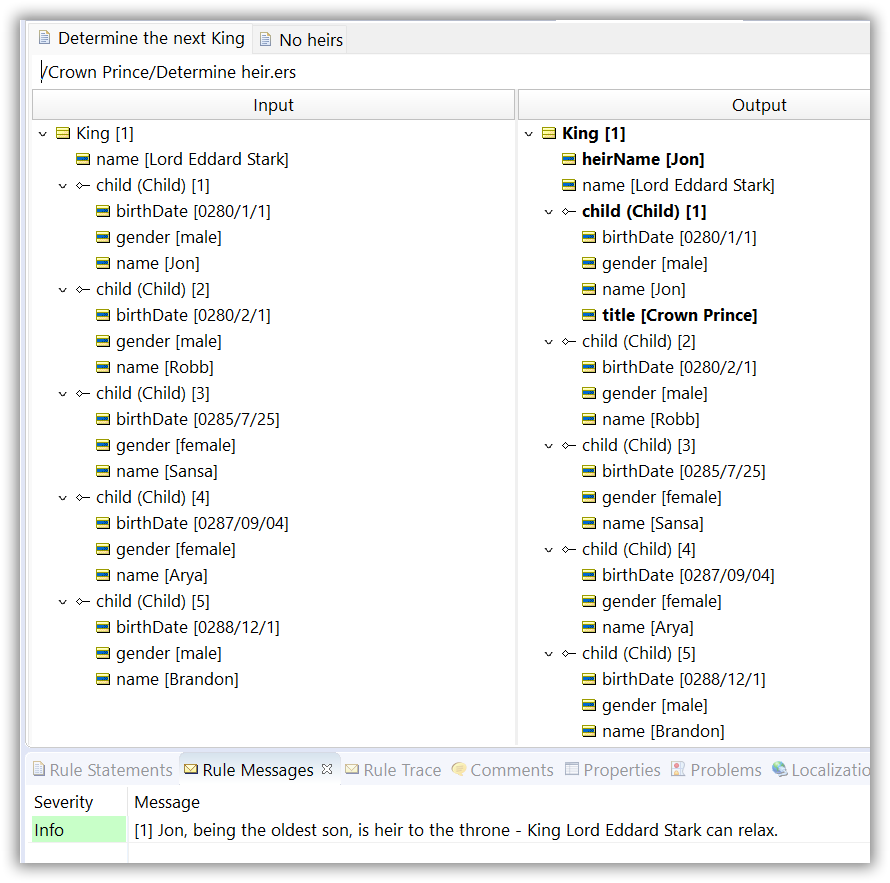 Determine the next King
No heirs
/Crown Prince/Determine heir.ers
Input
King [1]
name [Lord Eddard Stark]
child (Child) [1]
birthDate [0280/1/1]
gender [male]
name [Jon]
child (Child) [2]
birthDate [0280/2/1]
gender [male]
name [Robb]
child (Child) [3]
birthDate [0285/7/25]
gender [female]
name [Sansa]
child (Child) [4]
birthDate [0287/09/04]
gender [female]
name [Arya]
child (Child) [5]
birthDate [0288/12/1]
gender [male]
name [Brandon]
Output
King [1]
heirName [Jon]
name [Lord Eddard Stark]
child (Child) [1]
birthDate [0280/1/1]
gender [male]
name [Jon]
title [Crown Prince]
child (Child) [2]
birthDate [0280/2/1]
gender [male]
name [Robb]
child (Child) [3]
birthDate [0285/7/25]
gender [female]
name [Sansa]
child (Child) [4]
birthDate [0287/09/04]
gender [female]
name [Arya]
child (Child) [5]
birthDate [0288/12/1]
gender [male]
name [Brandon]
Rule Statements
Rule Messages
Rule Trace
Comments
Properties
Problems
Localizatio
Severity
Message
Info
[1] Jon, being the oldest son, is heir to the throne - King Lord Eddard Stark can relax.